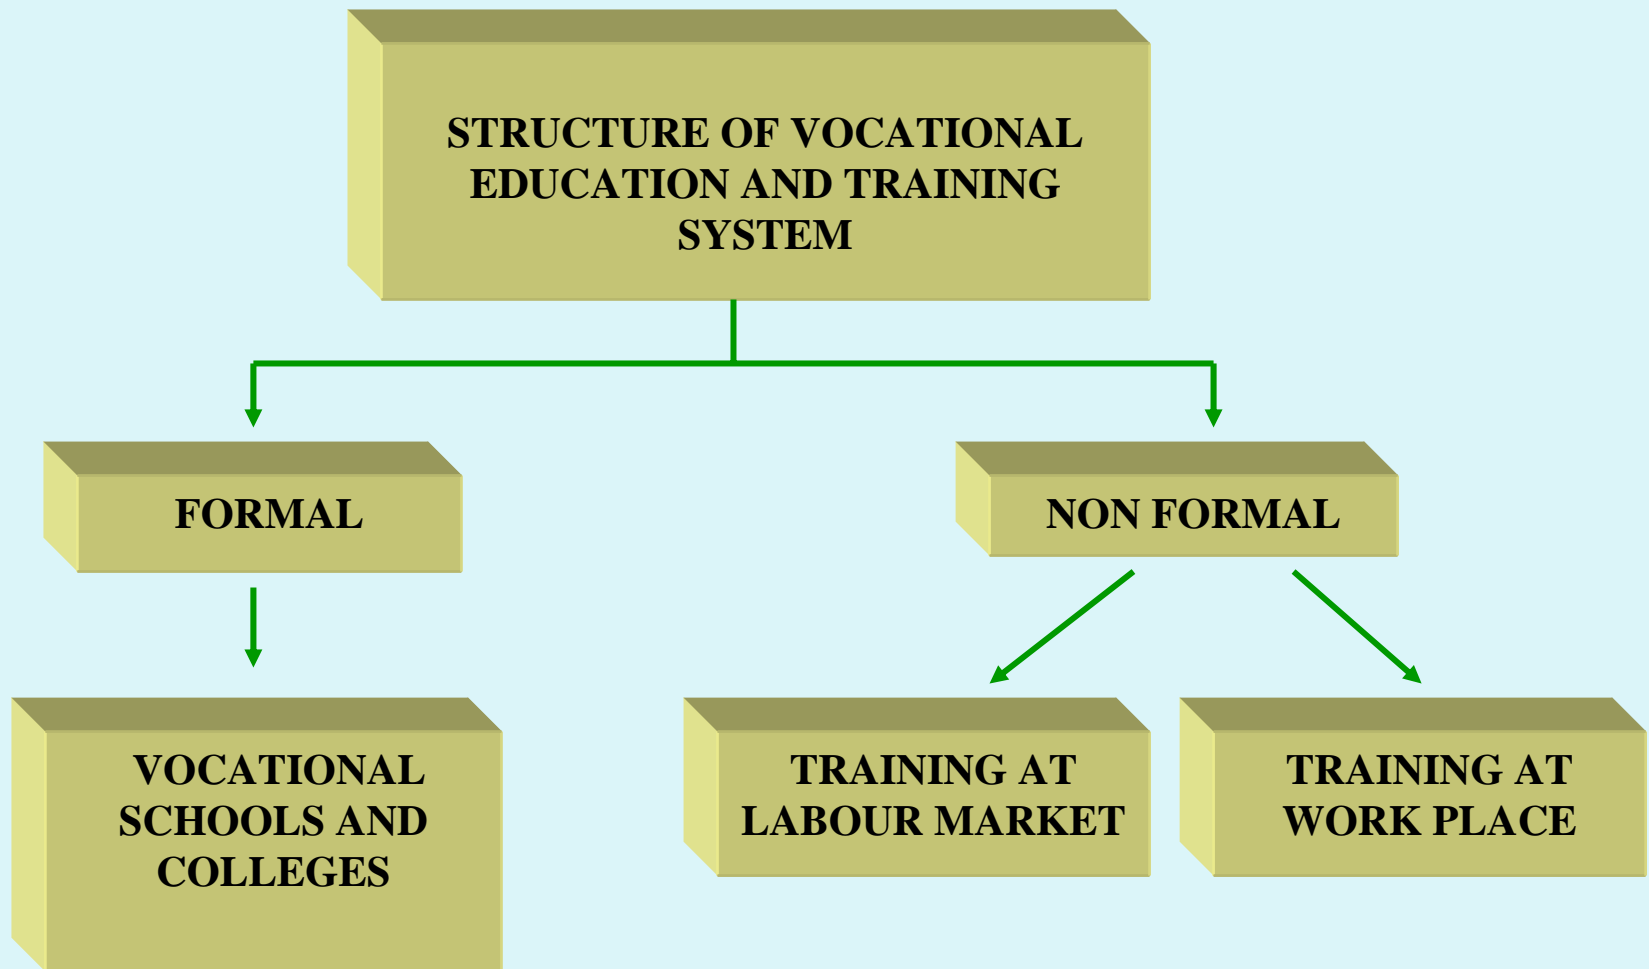 STRUCTURE OF VOCATIONAL
EDUCATION AND TRAINING
SYSTEM
FORMAL
NON FORMAL
VOCATIONAL
SCHOOLS AND
COLLEGES
TRAINING AT
LABOUR MARKET
TRAINING AT
WORK PLACE